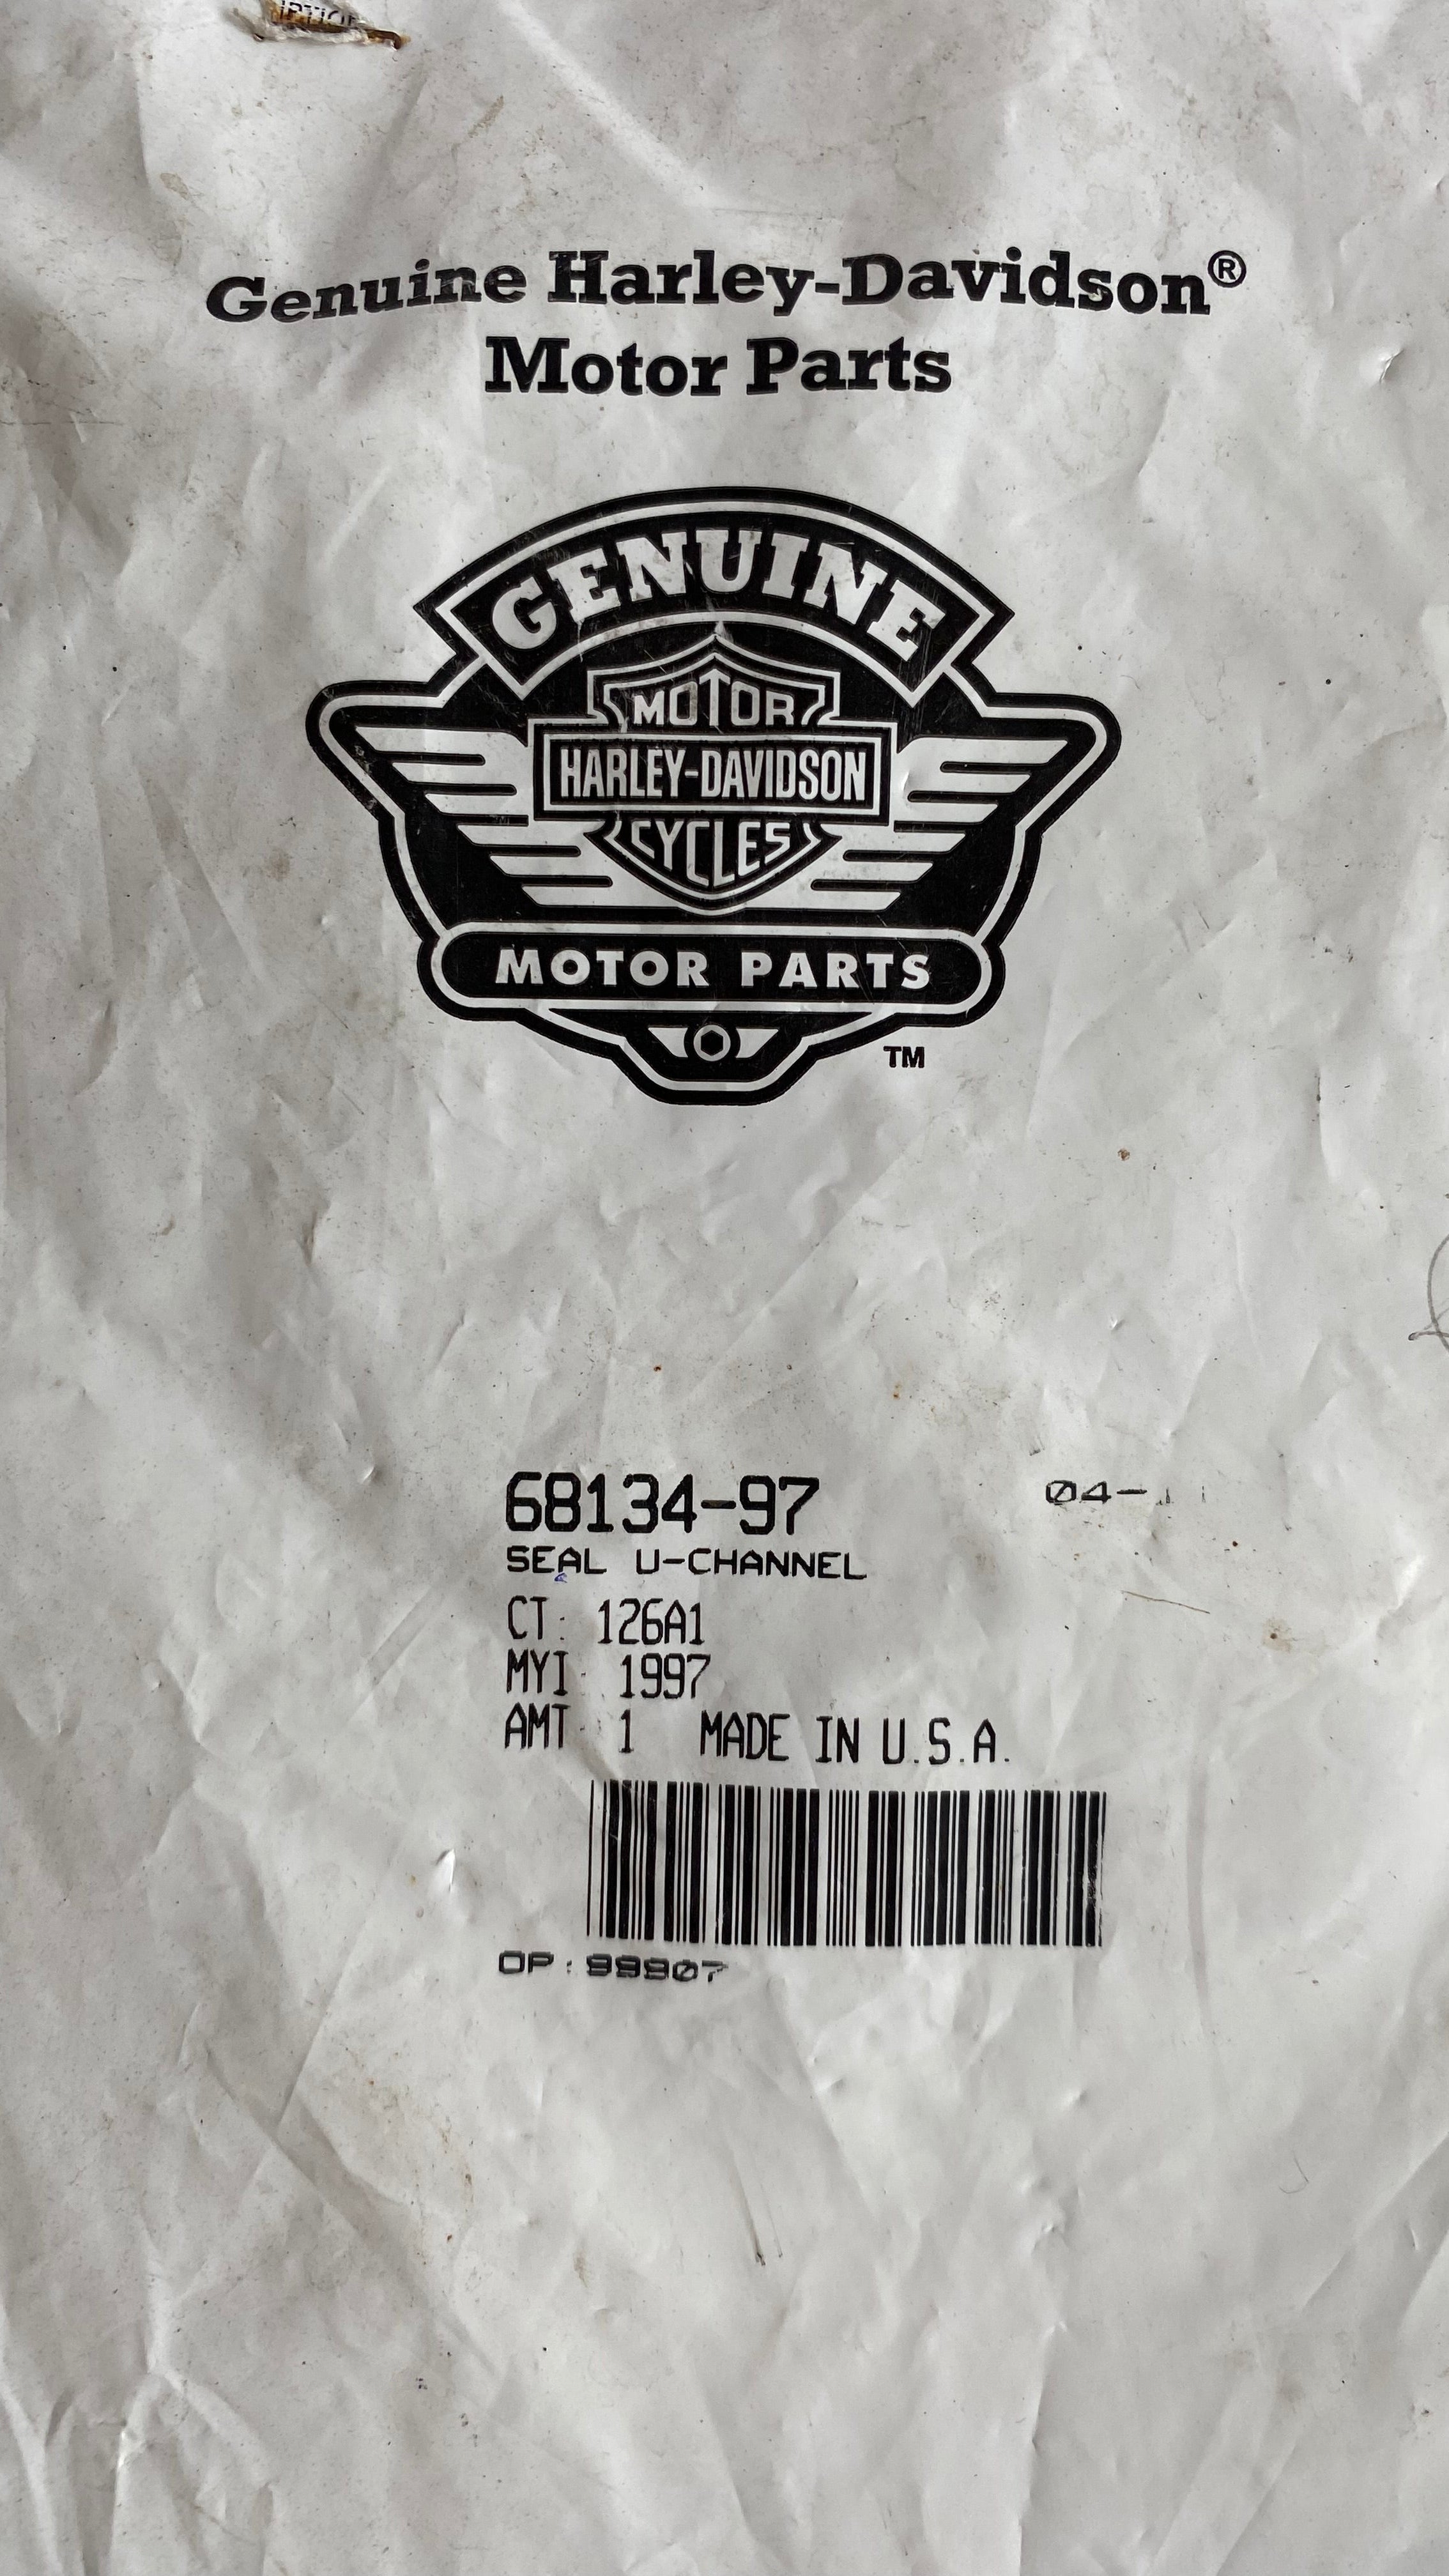 Genuine Harley-Davidson®
Motor Parts
GENUINE
MOTOR
HARLEY-DAVIDSON
CYCLES
MOTOR PARTS
TM
68134-97
04-
SEAL U-CHANNEL
CT: 126A1
MYI: 1997
AMT: 1 MADE IN U.S.A.
OP:99907